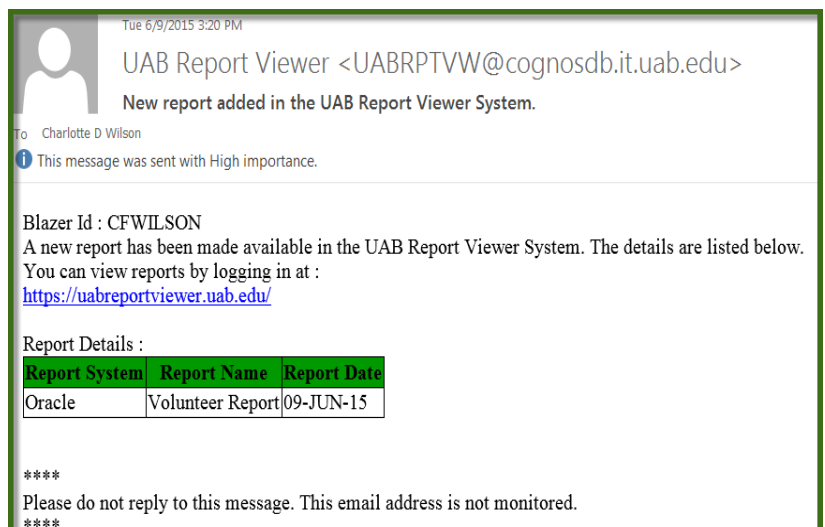 Tue 6/9/2015 3:20 PM
UAB Report Viewer <UABRPTVW@cognosdb.it.uab.edu>
New report added in the UAB Report Viewer System.
To Charlotte D Wilson
This message was sent with High importance.
Blazer Id : CFWILSON
A new report has been made available in the UAB Report Viewer System. The details are listed below.
You can view reports by logging in at :
https://uabreportviewer.uab.edu/
Report Details :
Report System Report Name Report Date
Oracle Volunteer Report 09-JUN-15
****
Please do not reply to this message. This email address is not monitored.
****